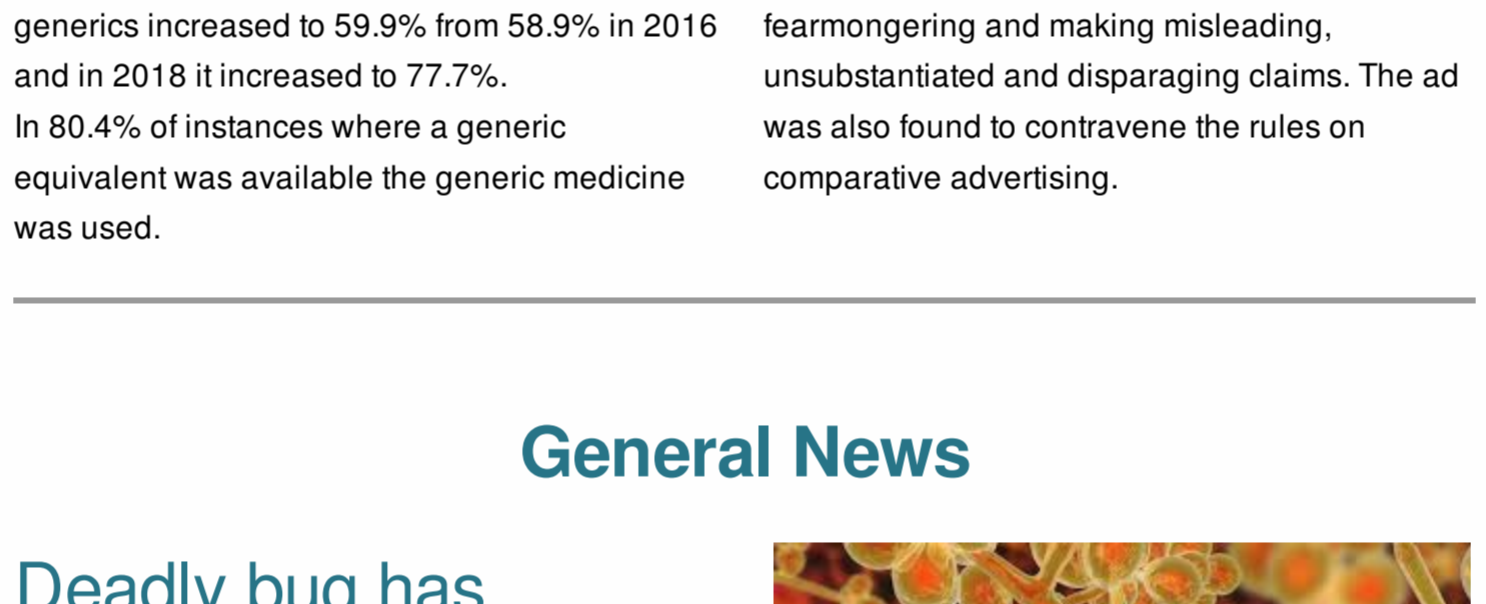 generics increased to 59.9% from 58.9% in 2016
and in 2018 it increased to 77.7%.
In 80.4% of instances where a generic
equivalent was available the generic medicine
was used.
fearmongering and making misleading,
unsubstantiated and disparaging claims. The ad
was also found to contravene the rules on
comparative advertising.
General News
Deadly bug has